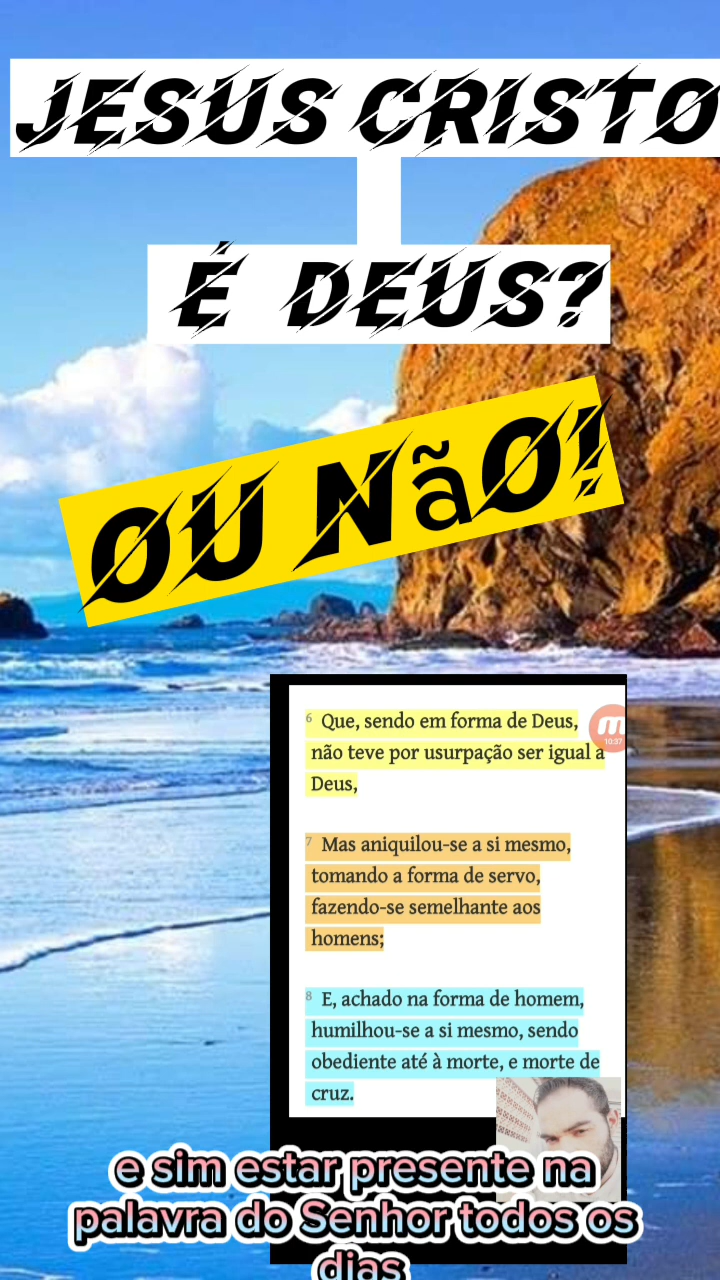 JESUS CRISTO
É DEUS?
OU NãO!
6 Que, sendo em forma de Deus,
não teve por usurpação ser igual a
Deus,
7 Mas aniquilou-se a si mesmo,
tomando a forma de servo,
fazendo-se semelhante aos
homens;
8 E, achado na forma de homem,
humilhou-se a si mesmo, sendo
obediente até à morte, e morte de
cruz.
10:37
e sim estar presente na
palavra do Senhor todos os
dias